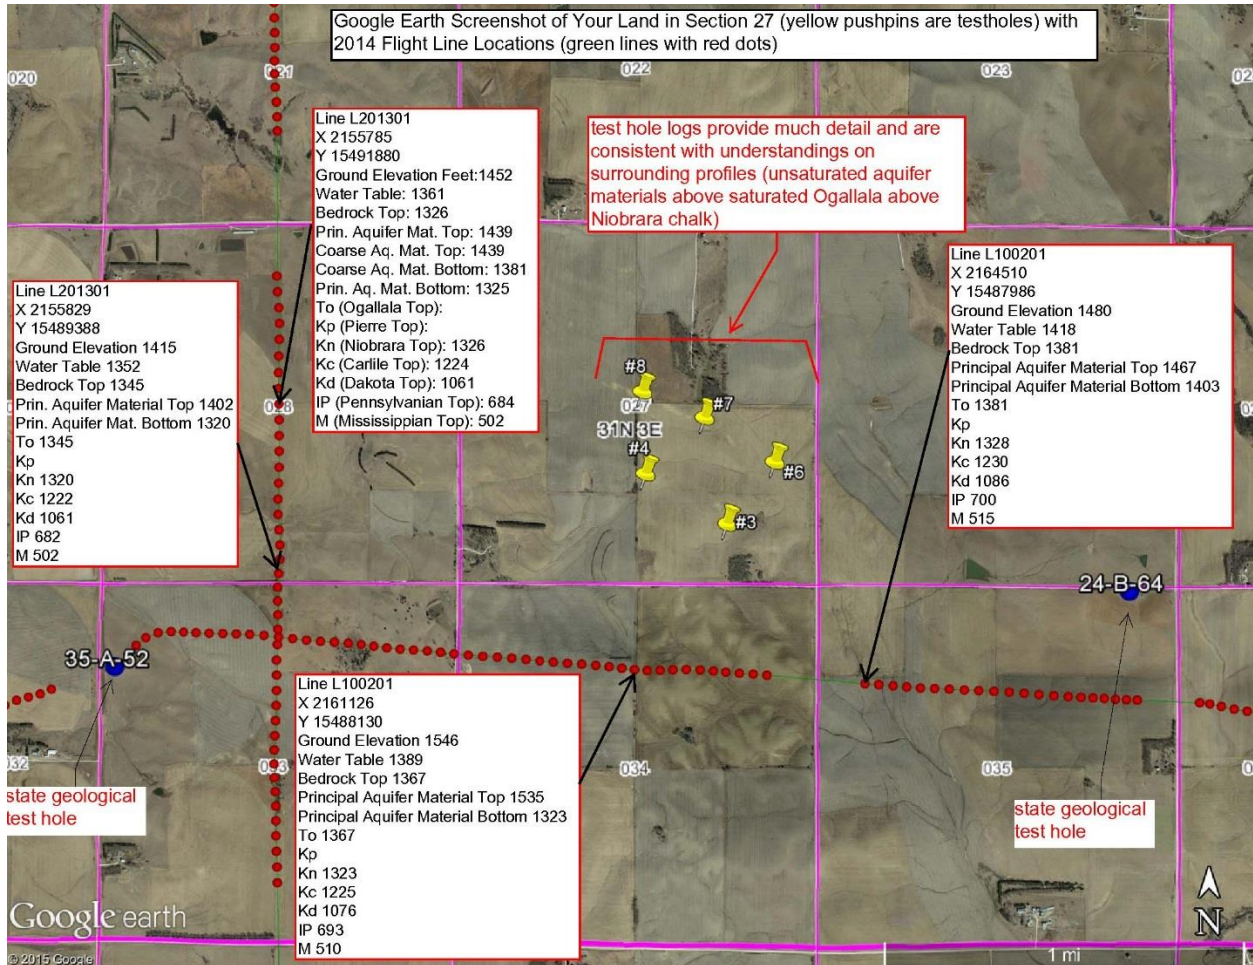 Google Earth Screenshot of Your Land in Section 27 (yellow pushpins are testholes) with
2014 Flight Line Locations (green lines with red dots)
020
021
022
023
Line L201301
X 2155785
Y 15491880
Ground Elevation Feet:1452
Water Table: 1361
Bedrock Top: 1326
Prin. Aquifer Mat. Top: 1439
Coarse Aq. Mat. Top: 1439
Coarse Aq. Mat. Bottom: 1381
Prin. Aq. Mat. Bottom: 1325
To (Ogallala Top):
Kp (Pierre Top):
Kn (Niobrara Top): 1326
Kc (Carlile Top): 1224
Kd (Dakota Top): 1061
IP (Pennsylvanian Top): 684
M (Mississippian Top): 502
test hole logs provide much detail and are
consistent with understandings on
surrounding profiles (unsaturated aquifer
materials above saturated Ogallala above
Niobrara chalk)
Line L100201
X 2164510
Y 15487986
Ground Elevation 1480
Water Table 1418
Bedrock Top 1381
Principal Aquifer Material Top 1467
Principal Aquifer Material Bottom 1403
To 1381
Kp
Kn 1328
Kc 1230
Kd 1086
IP 700
M 515
Line L201301
X 2155829
Y 15489388
Ground Elevation 1415
Water Table 1352
Bedrock Top 1345
Prin. Aquifer Material Top 1402
Prin. Aquifer Mat. Bottom 1320
To 1345
Kp
Kn 1320
Kc 1222
Kd 1061
IP 682
M 502
028
#8
027
#7
31N 3E
#4
#6
#3
24-B-64
35-A-52
Line L100201
X 2161126
Y 15488130
Ground Elevation 1546
Water Table 1389
Bedrock Top 1367
Principal Aquifer Material Top 1535
Principal Aquifer Material Bottom 1323
To 1367
Kp
Kn 1323
Kc 1225
Kd 1076
IP 693
M 510
032
033
034
035
state geological
test hole
state geological
test hole
N
Google earth
© 2015 Google
1 mi